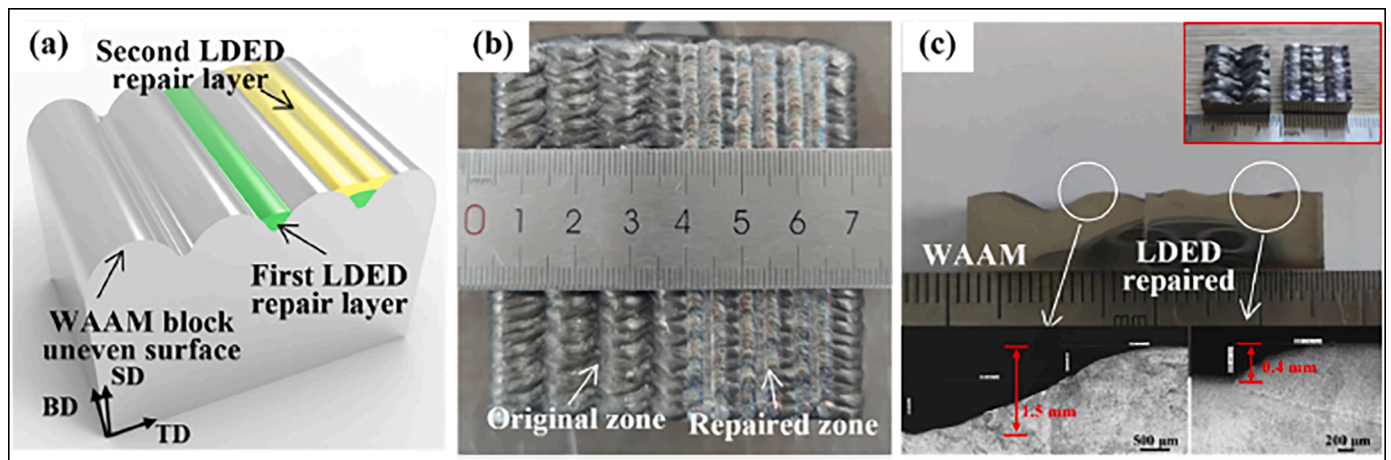 (a)
Second LDED
repair layer
First LDED
repair layer
WAAM block
uneven surface
SD
BD
TD
(b)
mm
0 1 2 3 4 5 6 7
Original zone
Repaired zone
(c)
WAAM
LDED
repaired
mm
1.5 mm
500 μm
0.4 mm
200 μm